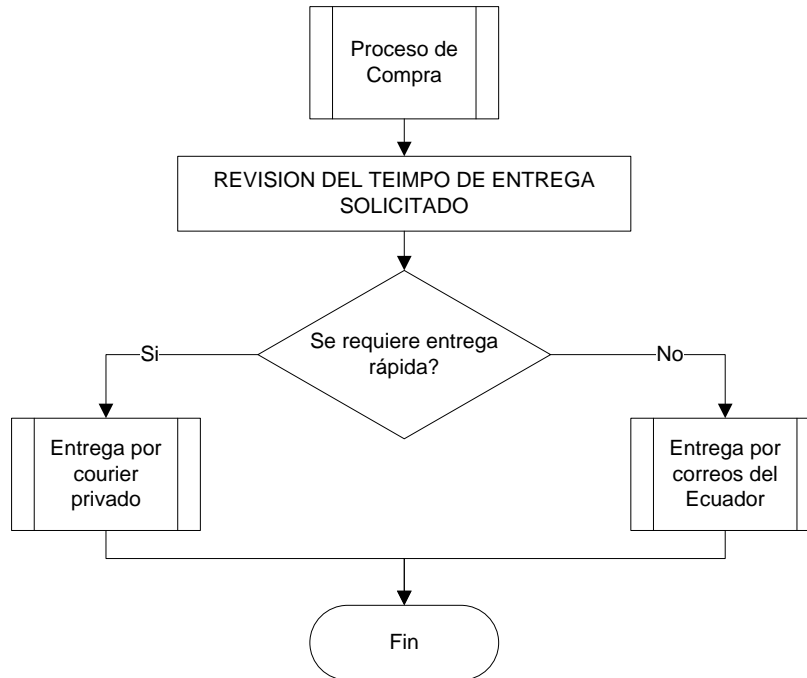 Proceso de
Compra
REVISION DEL TEIMPO DE ENTREGA
SOLICITADO
Se requiere entrega
rápida?
Si
No
Entrega por
courier
privado
Entrega por
correos del
Ecuador
Fin